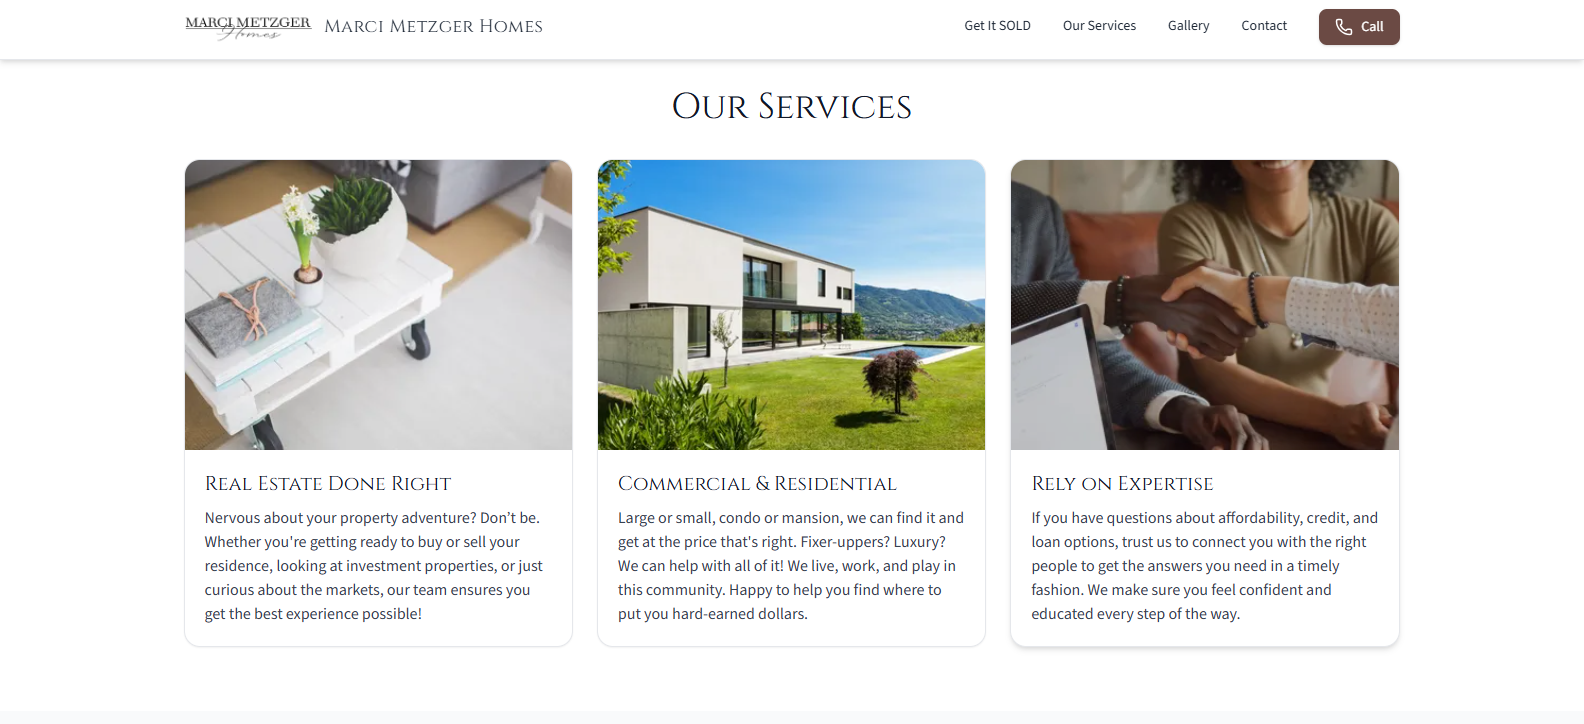 MARCI METZGER
Homes
Marci Metzger Homes
Get It SOLD
Our Services
Gallery
Contact
Call
Our Services
Real Estate Done Right
Nervous about your property adventure? Don’t be.
Whether you're getting ready to buy or sell your
residence, looking at investment properties, or just
curious about the markets, our team ensures you
get the best experience possible!
Commercial & Residential
Large or small, condo or mansion, we can find it and
get at the price that's right. Fixer-uppers? Luxury?
We can help with all of it! We live, work, and play in
this community. Happy to help you find where to
put you hard-earned dollars.
Rely on Expertise
If you have questions about affordability, credit, and
loan options, trust us to connect you with the right
people to get the answers you need in a timely
fashion. We make sure you feel confident and
educated every step of the way.